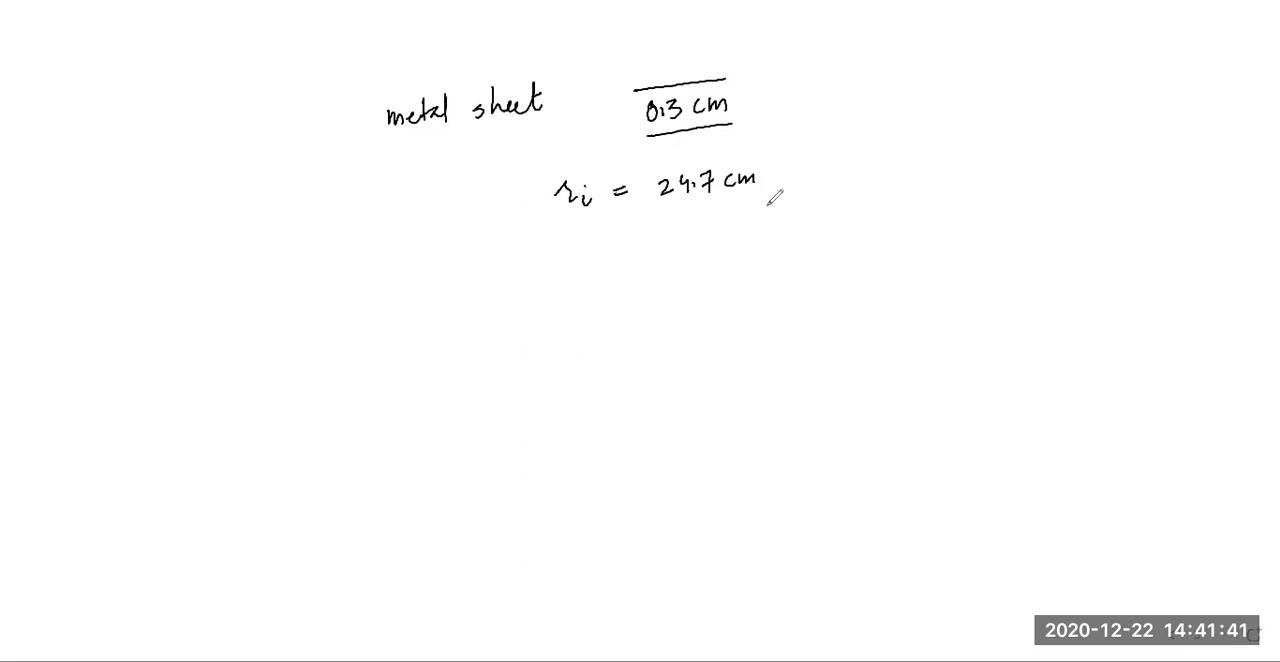 metal sheet 0.3 cm
ri = 24.7 cm
2020-12-22 14:41:41